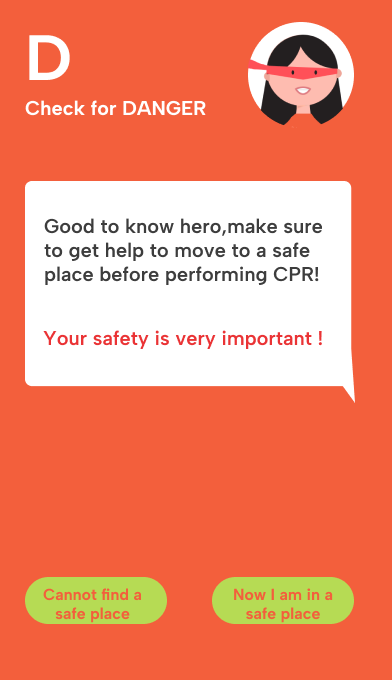 D
Check for DANGER
Good to know hero,make sure
to get help to move to a safe
place before performing CPR!
Your safety is very important !
Cannot find a
safe place
Now I am in a
safe place